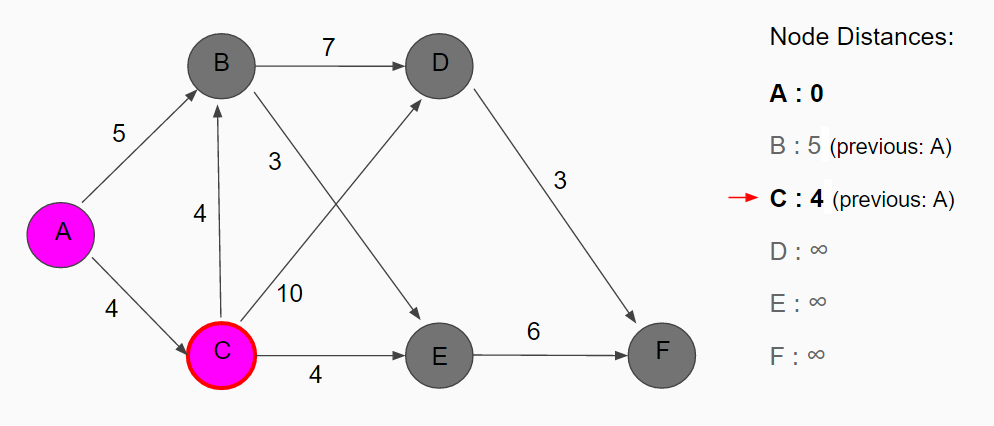 B
7
D
5
3
3
4
A
10
4
6
C
E
F
4
Node Distances:
A : 0
B : 5 (previous: A)
C : 4 (previous: A)
D : ∞
E : ∞
F : ∞